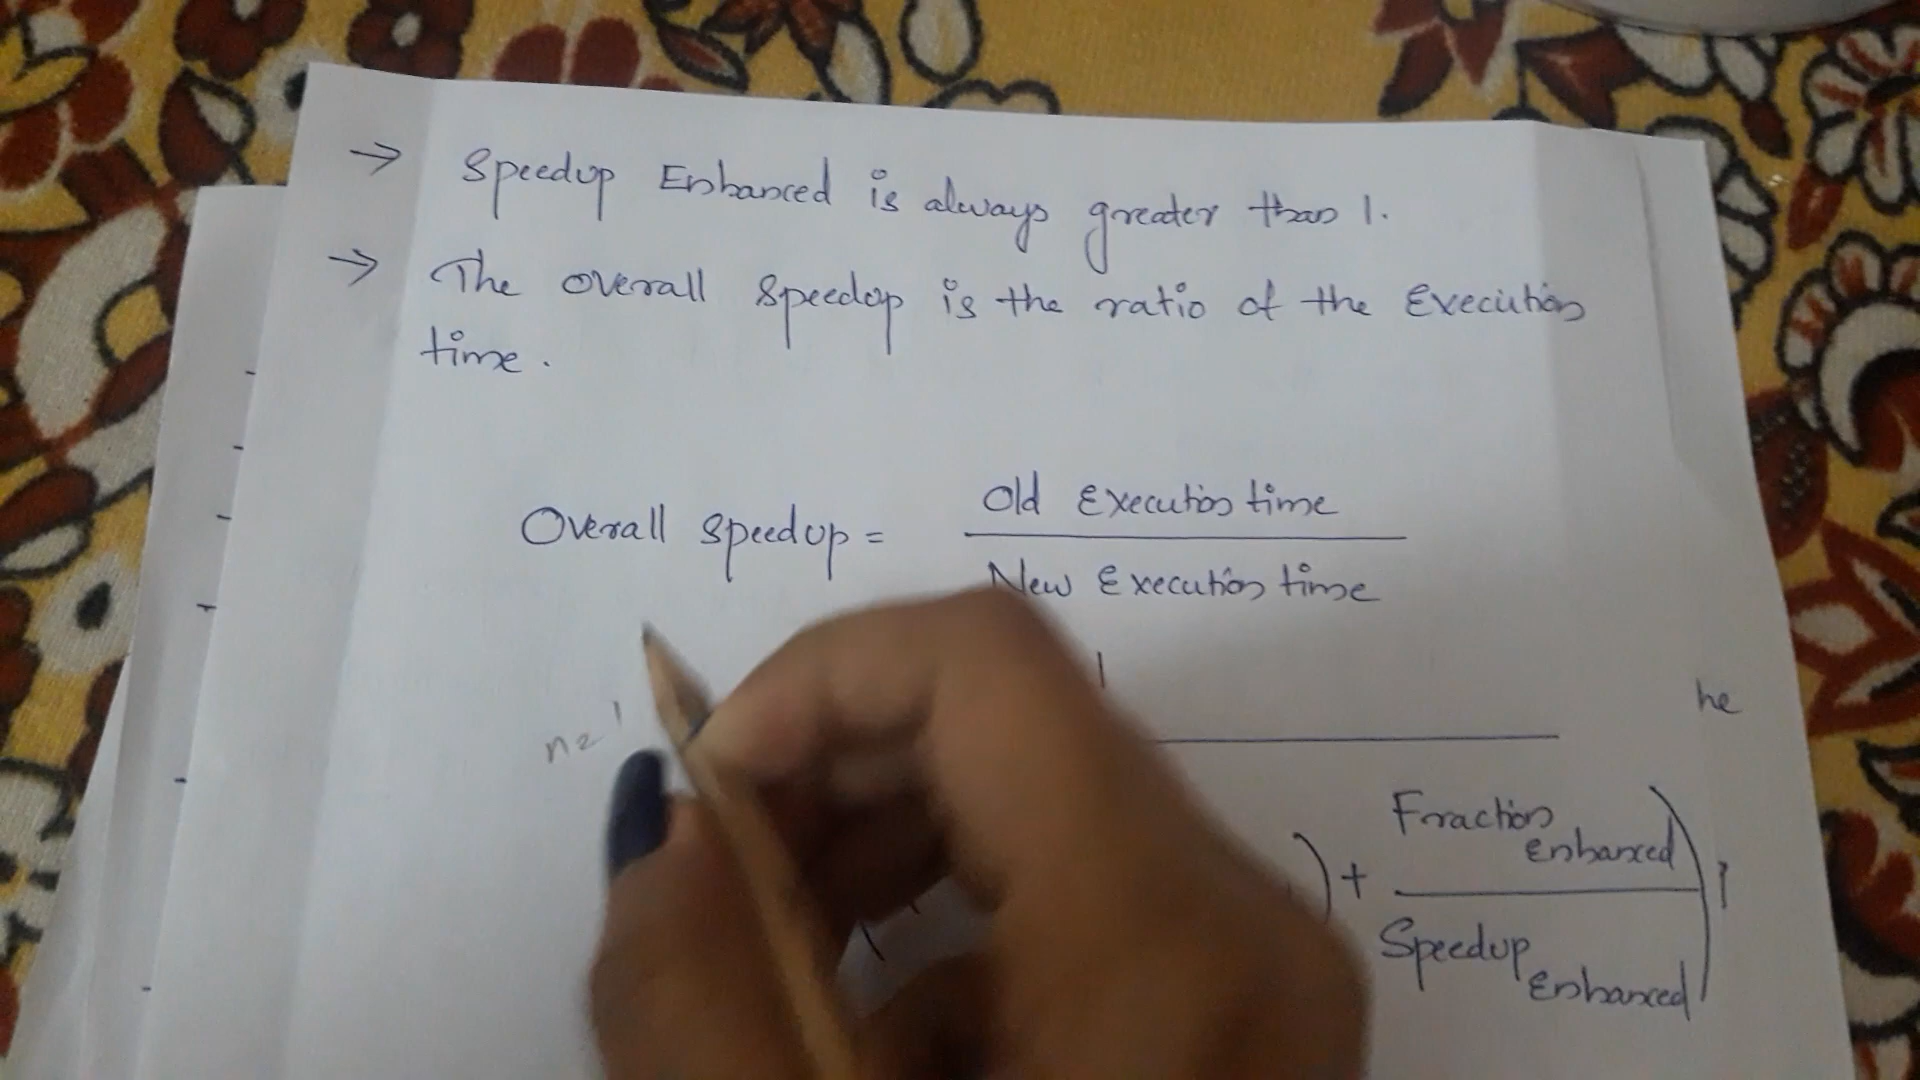 → Speedup Enhanced is always greater than 1.
→ The overall speedup is the ratio of the Execution
time.
Overall speedup = Old Execution time
New Execution time
1
he
n =
) + Fraction Enhanced )
Speedup Enhanced